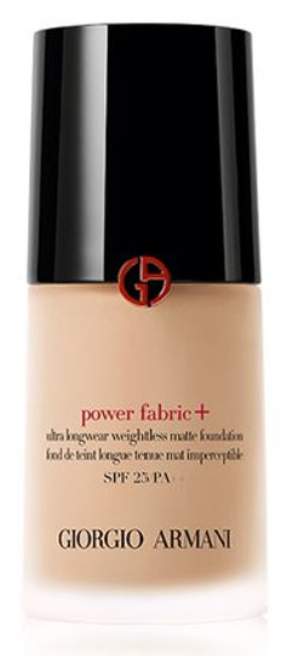 power fabric+
ultra longwear weightless matte foundation
fond de teint longue tenue mat imperceptible
SPF 25/PA++
GIORGIO ARMANI